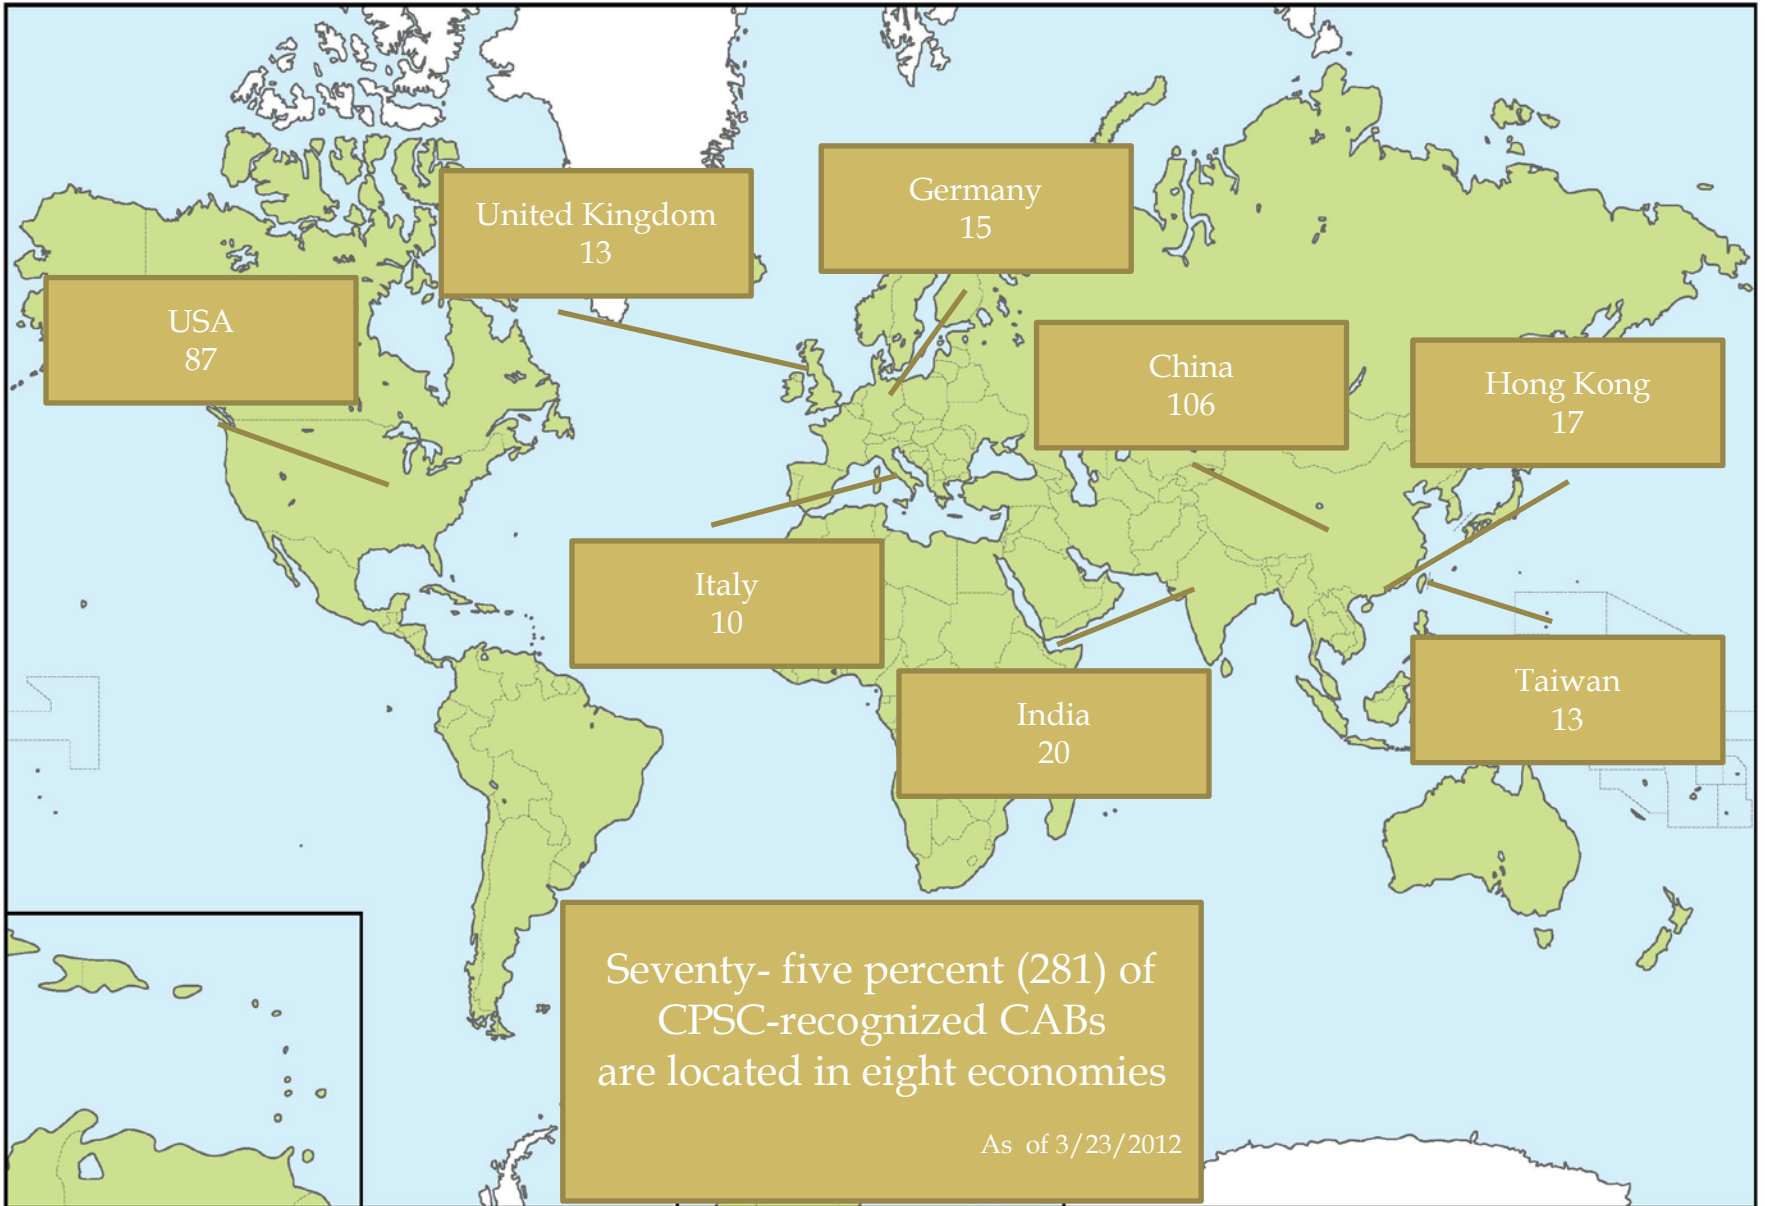 United Kingdom
13
Germany
15
USA
87
China
106
Hong Kong
17
Italy
10
India
20
Taiwan
13
Seventy- five percent (281) of
CPSC-recognized CABs
are located in eight economies
As of 3/23/2012